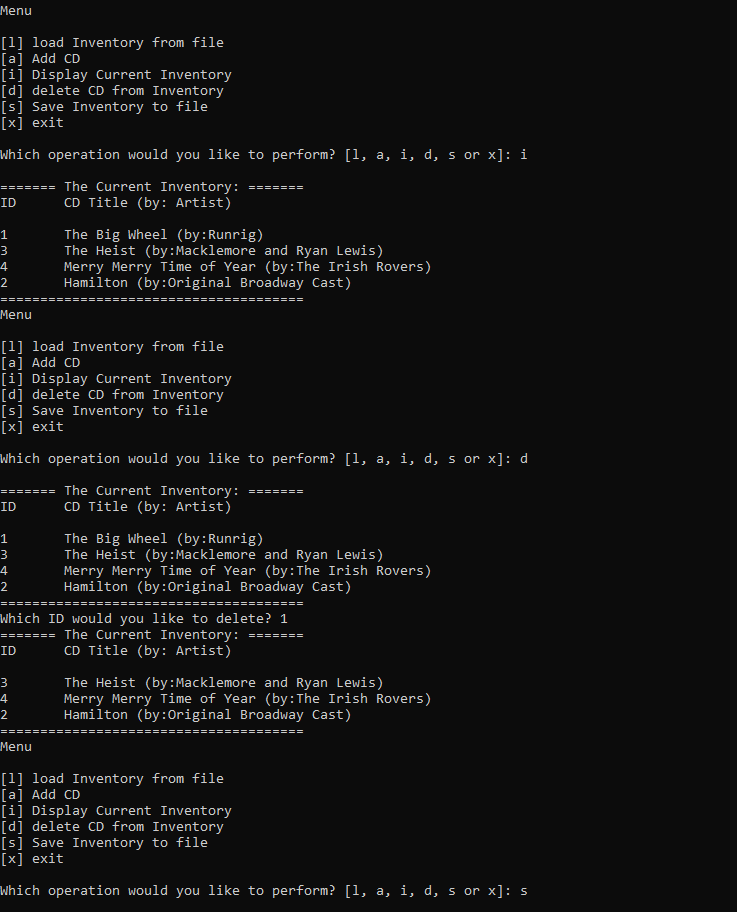 Menu
[l] load Inventory from file
[a] Add CD
[i] Display Current Inventory
[d] delete CD from Inventory
[s] Save Inventory to file
[x] exit
Which operation would you like to perform? [l, a, i, d, s or x]: i
======= The Current Inventory: =======
ID      CD Title (by: Artist)
1       The Big Wheel (by:Runrig)
3       The Heist (by:Macklemore and Ryan Lewis)
4       Merry Merry Time of Year (by:The Irish Rovers)
2       Hamilton (by:Original Broadway Cast)
======================================
Menu
[l] load Inventory from file
[a] Add CD
[i] Display Current Inventory
[d] delete CD from Inventory
[s] Save Inventory to file
[x] exit
Which operation would you like to perform? [l, a, i, d, s or x]: d
======= The Current Inventory: =======
ID      CD Title (by: Artist)
1       The Big Wheel (by:Runrig)
3       The Heist (by:Macklemore and Ryan Lewis)
4       Merry Merry Time of Year (by:The Irish Rovers)
2       Hamilton (by:Original Broadway Cast)
======================================
Which ID would you like to delete? 1
======= The Current Inventory: =======
ID      CD Title (by: Artist)
3       The Heist (by:Macklemore and Ryan Lewis)
4       Merry Merry Time of Year (by:The Irish Rovers)
2       Hamilton (by:Original Broadway Cast)
======================================
Menu
[l] load Inventory from file
[a] Add CD
[i] Display Current Inventory
[d] delete CD from Inventory
[s] Save Inventory to file
[x] exit
Which operation would you like to perform? [l, a, i, d, s or x]: s